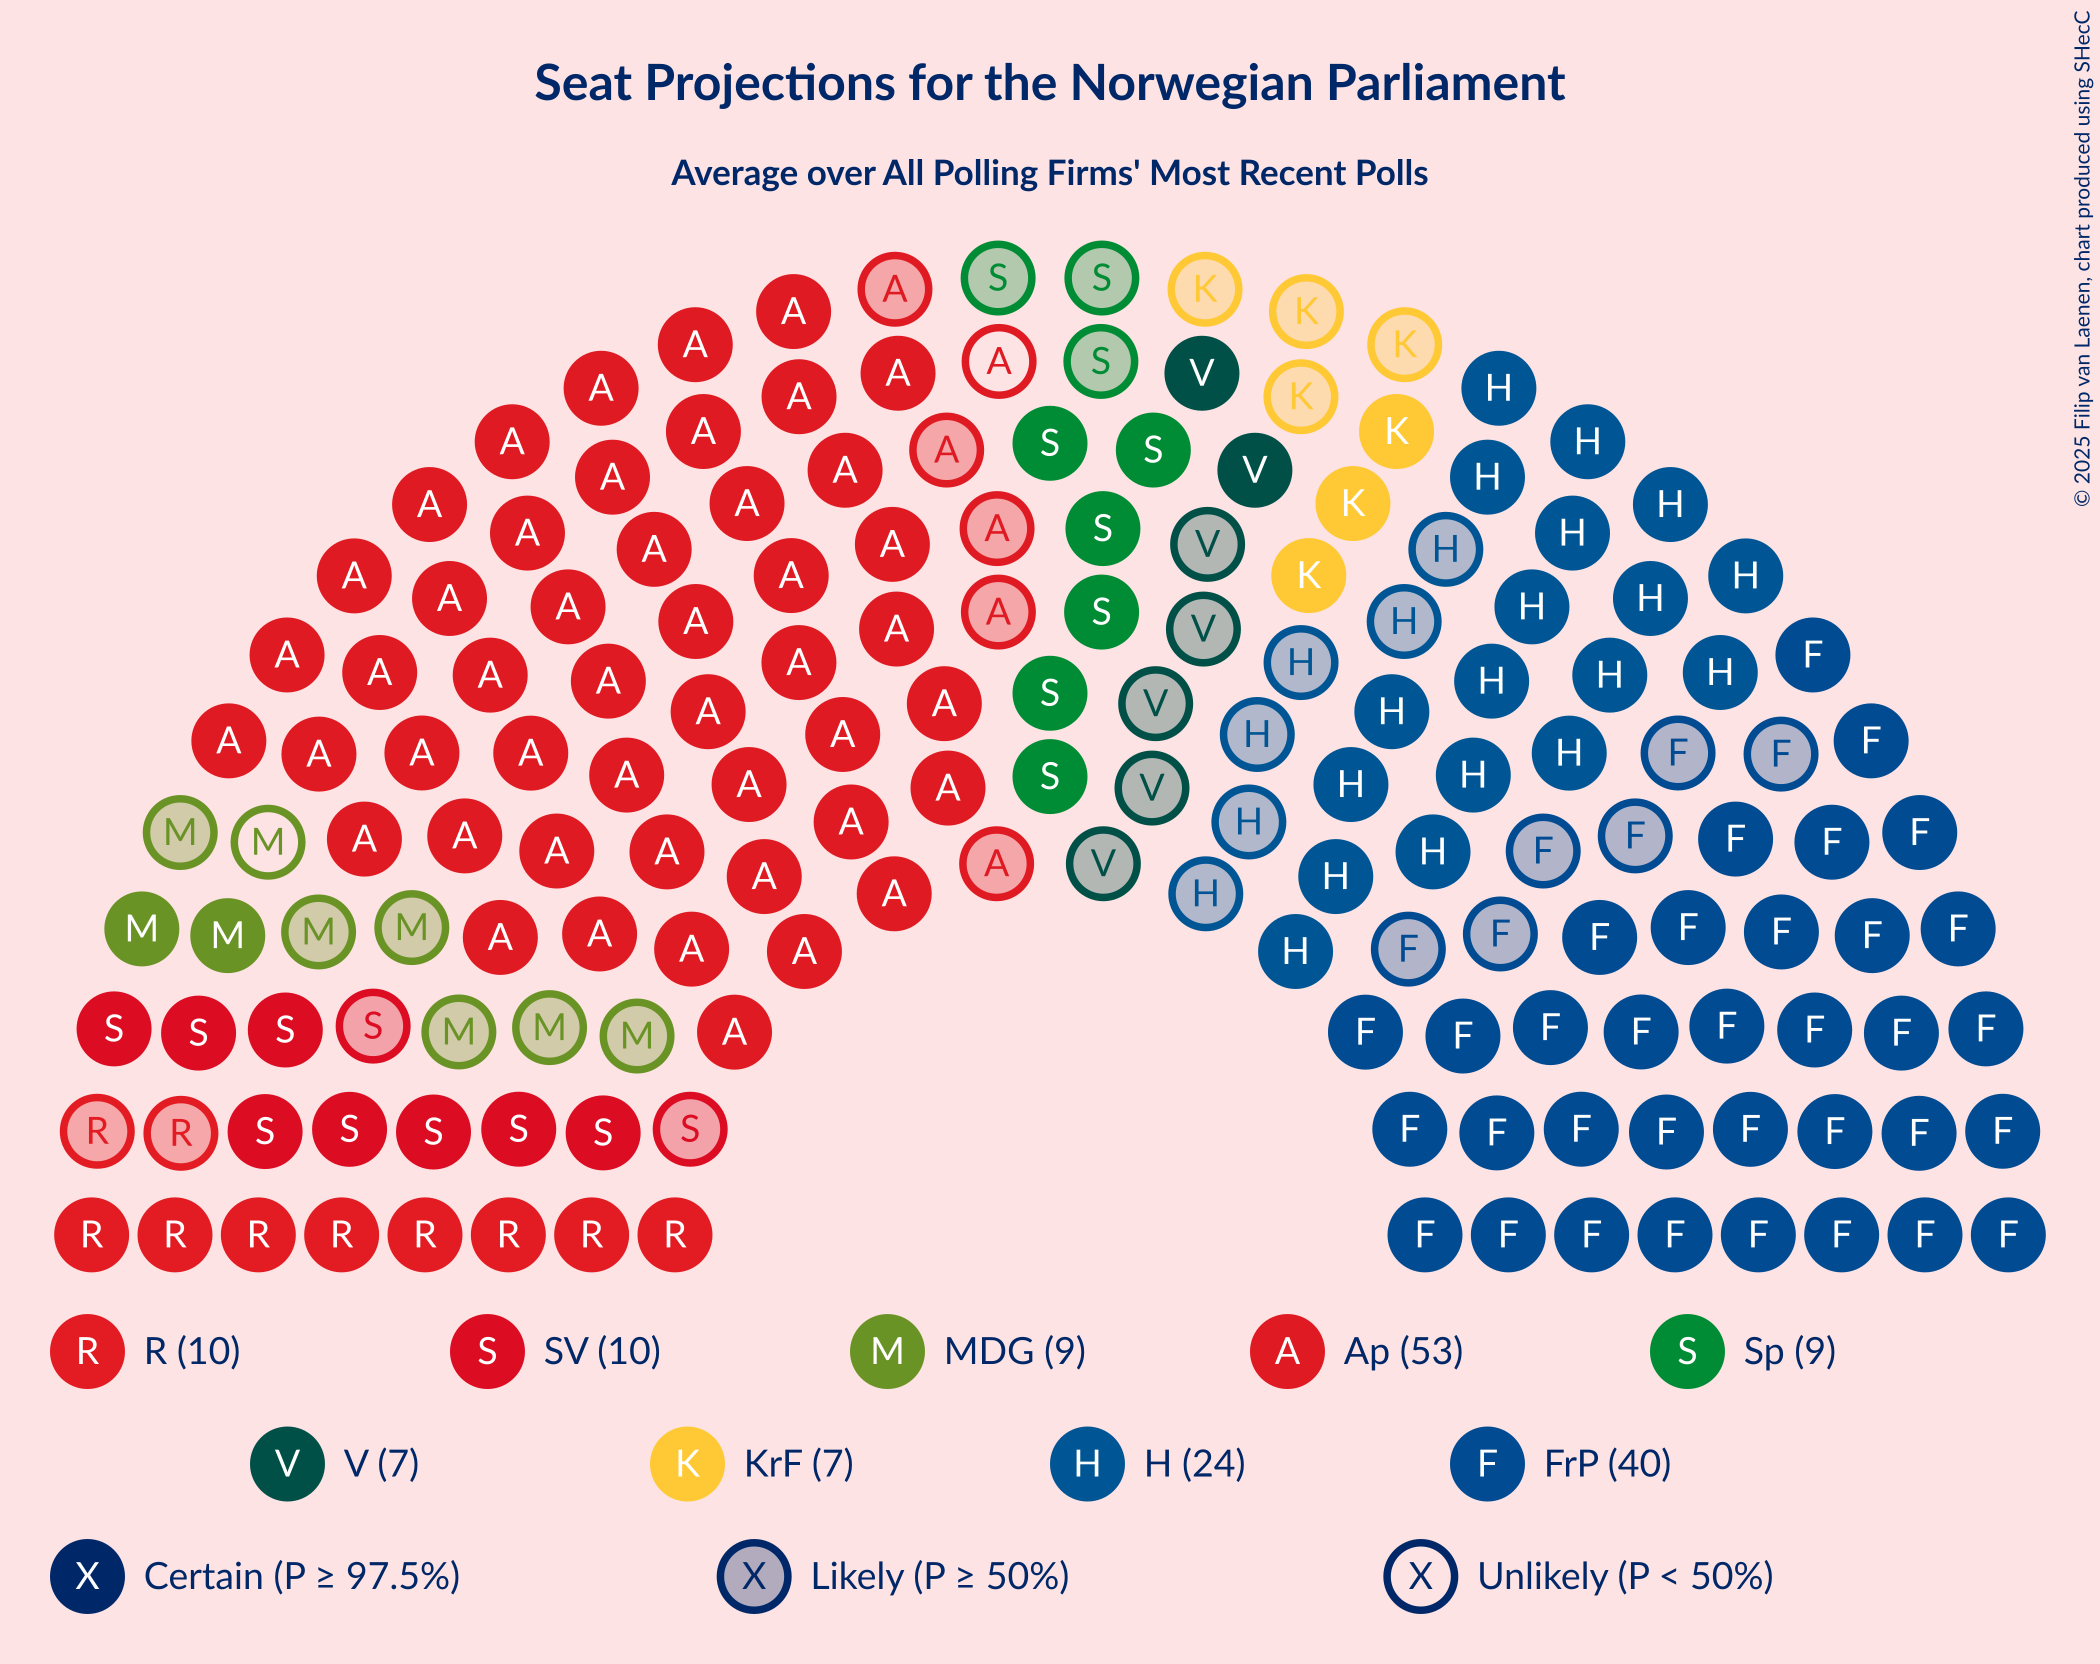 Seat Projections for the Norwegian Parliament
Average over All Polling Firms' Most Recent Polls
© 2025 Filip van Laenen, chart produced using SHecC
A S S K
A K
A K
A A S V
A A K H
A A A S S K
A A A V H H
A A K H H
A A A A S V H H H
A A A K H
A A A A S V H H H
A A A H F
A A A A S V H H H H
A A A A H H H
A A A A A S V H H H F F F
M M A A A A A H H F F F F F
A A A V
M M M M A A A A A H H H F F F F F F F
S S S S M M M A F F F F F F F F
R R S S S S S S F F F F F F F F
R R R R R R R R F F F F F F F F
R R (10) S SV (10) M MDG (9) A Ap (53) S Sp (9)
V V (7) K KrF (7) H H (24) F FrP (40)
X Certain (P ≥ 97.5%) X Likely (P ≥ 50%) X Unlikely (P < 50%)